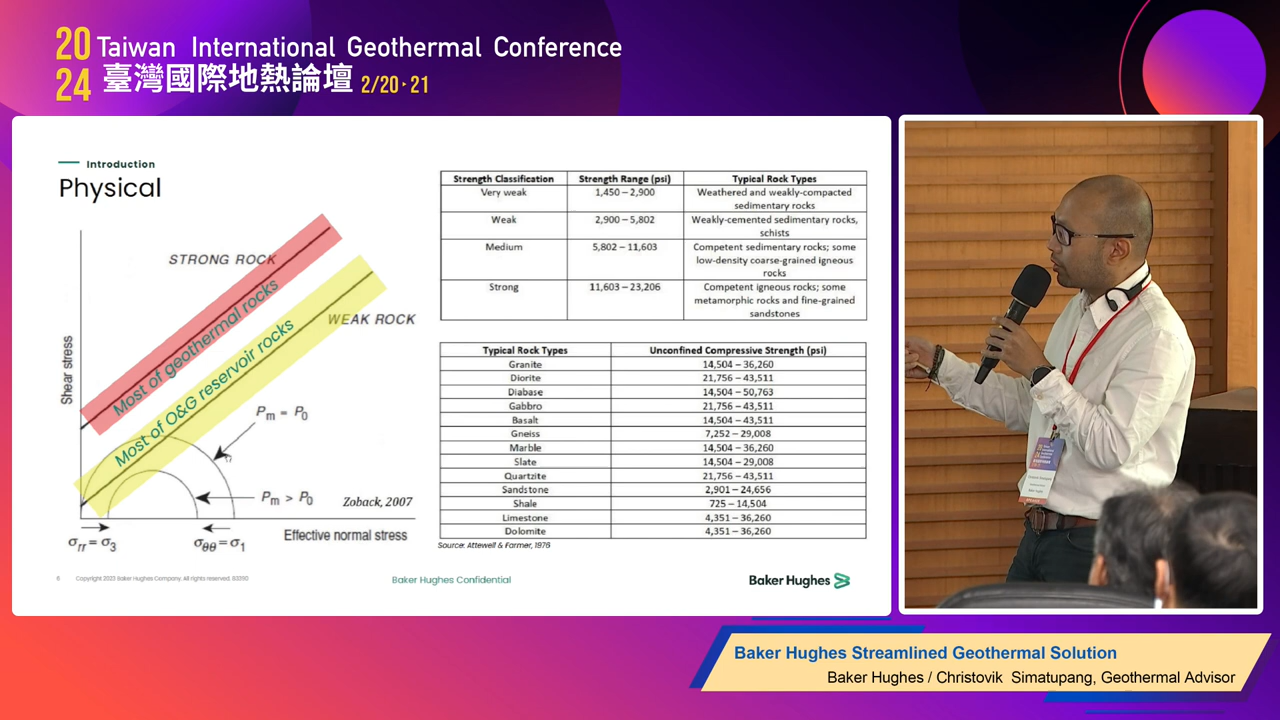 2024 Taiwan International Geothermal Conference
臺灣國際地熱論壇 2/20·21
Introduction
Physical
STRONG ROCK
WEAK ROCK
Most of geothermal rocks
Most of O&G reservoir rocks
Shear stress
Pm = P0
Pm > P0
Zoback, 2007
σrr = σ3
σθθ = σ1
Effective normal stress
Strength Classification Strength Range (psi) Typical Rock Types
Very weak 1,450 – 2,900 Weathered and weakly-compacted
sedimentary rocks
Weak 2,900 – 5,802 Weakly-cemented sedimentary rocks,
schists
Medium 5,802 – 11,603 Competent sedimentary rocks; some
low-density coarse-grained igneous
rocks
Strong 11,603 – 23,206 Competent igneous rocks; some
metamorphic rocks and fine-grained
sandstones
Typical Rock Types Unconfined Compressive Strength (psi)
Granite 14,504 – 36,260
Diorite 21,756 – 43,511
Diabase 14,504 – 50,763
Gabbro 21,756 – 43,511
Basalt 14,504 – 43,511
Gneiss 7,252 – 29,008
Marble 14,504 – 36,260
Slate 14,504 – 29,008
Quartzite 21,756 – 43,511
Sandstone 2,901 – 24,656
Shale 725 – 14,504
Limestone 4,351 – 36,260
Dolomite 4,351 – 36,260
Source: Attewell & Farmer, 1976
6 Copyright 2023 Baker Hughes Company. All rights reserved. 83390
Baker Hughes Confidential
Baker Hughes
Baker Hughes Streamlined Geothermal Solution
Baker Hughes / Christovik Simatupang, Geothermal Advisor